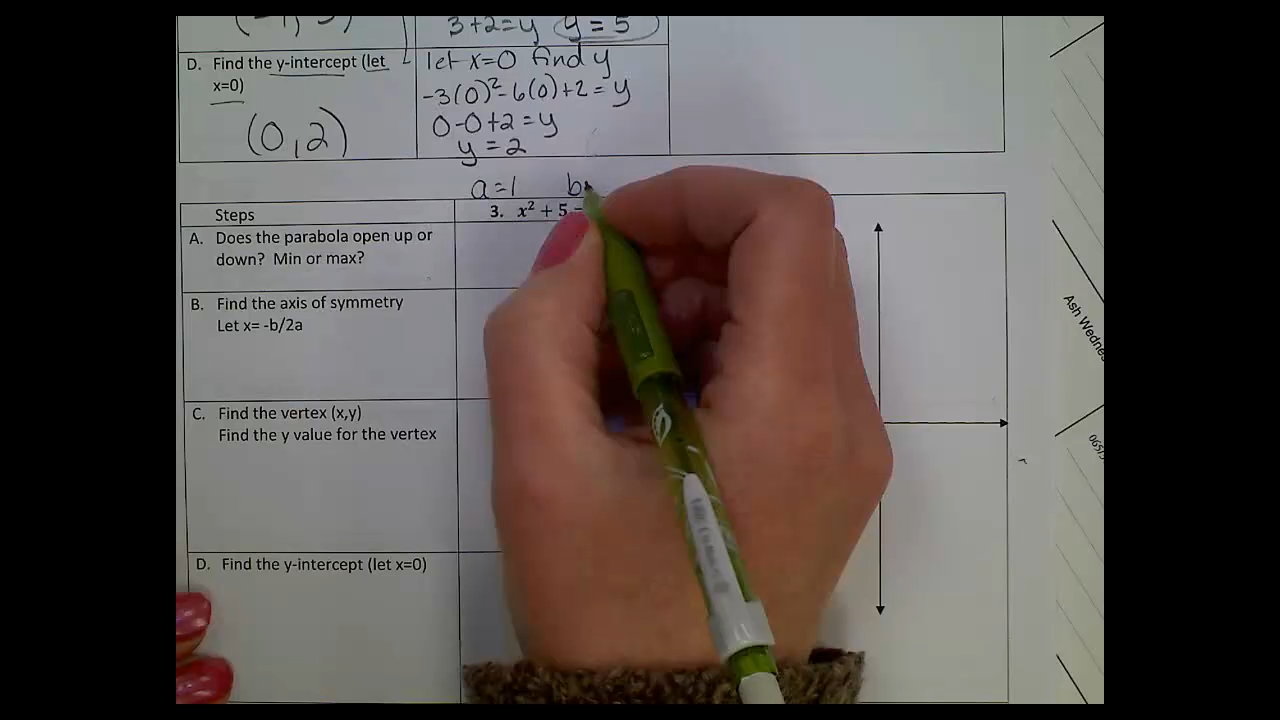 3+2=y y=5
D. Find the y-intercept (let x=0)
(0,2)
let x=0 find y
-3(0)²-6(0)+2=y
0-0+2=y
y=2
a=1 b
Steps
3. x² + 5
A. Does the parabola open up or
down? Min or max?
B. Find the axis of symmetry
Let x= -b/2a
C. Find the vertex (x,y)
Find the y value for the vertex
D. Find the y-intercept (let x=0)
Ash Wednes